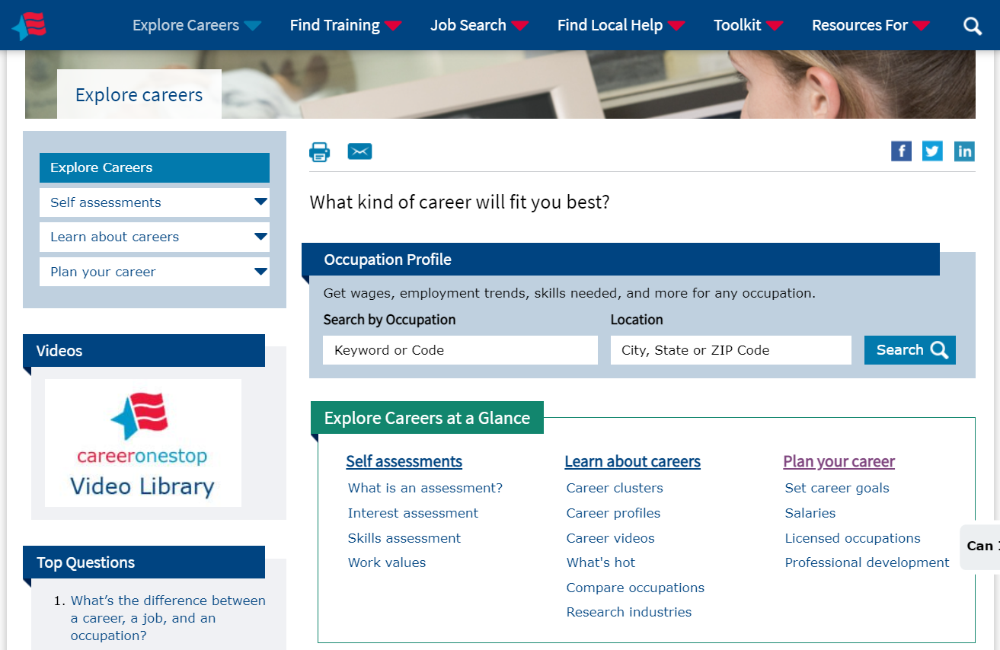 Explore Careers
Find Training
Job Search
Find Local Help
Toolkit
Resources For
Explore careers
Explore Careers
Self assessments
Learn about careers
Plan your career
Videos
careeronestop
Video Library
Top Questions
1. What’s the difference between
a career, a job, and an
occupation?
f
in
What kind of career will fit you best?
Occupation Profile
Get wages, employment trends, skills needed, and more for any occupation.
Search by Occupation
Location
Keyword or Code
City, State or ZIP Code
Search
Explore Careers at a Glance
Self assessments
What is an assessment?
Interest assessment
Skills assessment
Work values
Learn about careers
Career clusters
Career profiles
Career videos
What's hot
Compare occupations
Research industries
Plan your career
Set career goals
Salaries
Licensed occupations
Professional development
Can